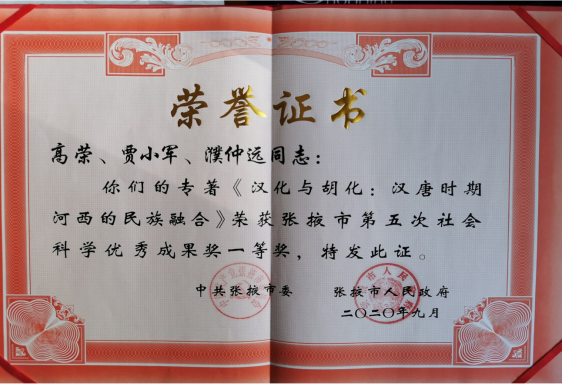 荣誉证书
高荣、贾小军、濮仲远同志：
你们的专著《汉化与胡化：汉唐时期
河西的民族融合》荣获张掖市第五次社会
科学优秀成果奖一等奖，特发此证。
中共张掖市委 张掖市人民政府
二〇二〇年九月